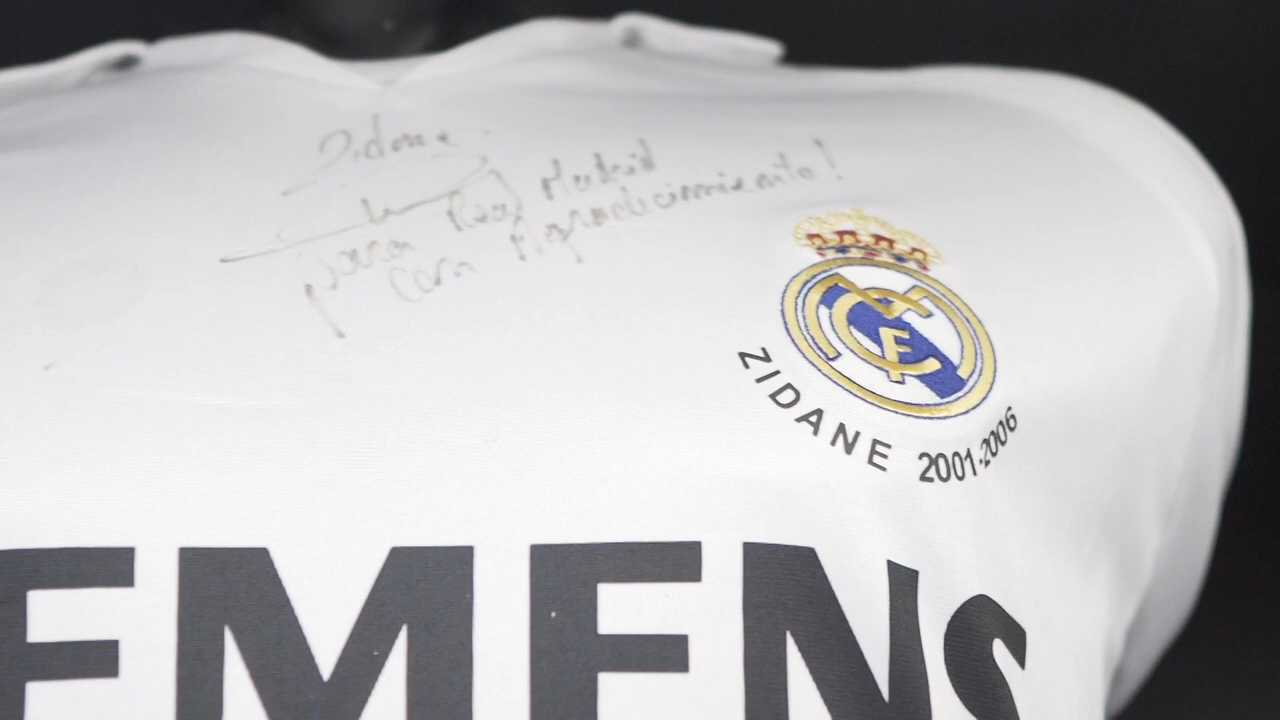 Zidane
para Real Madrid
con Agradecimiento!
ZIDANE 2001-2006
EMENS